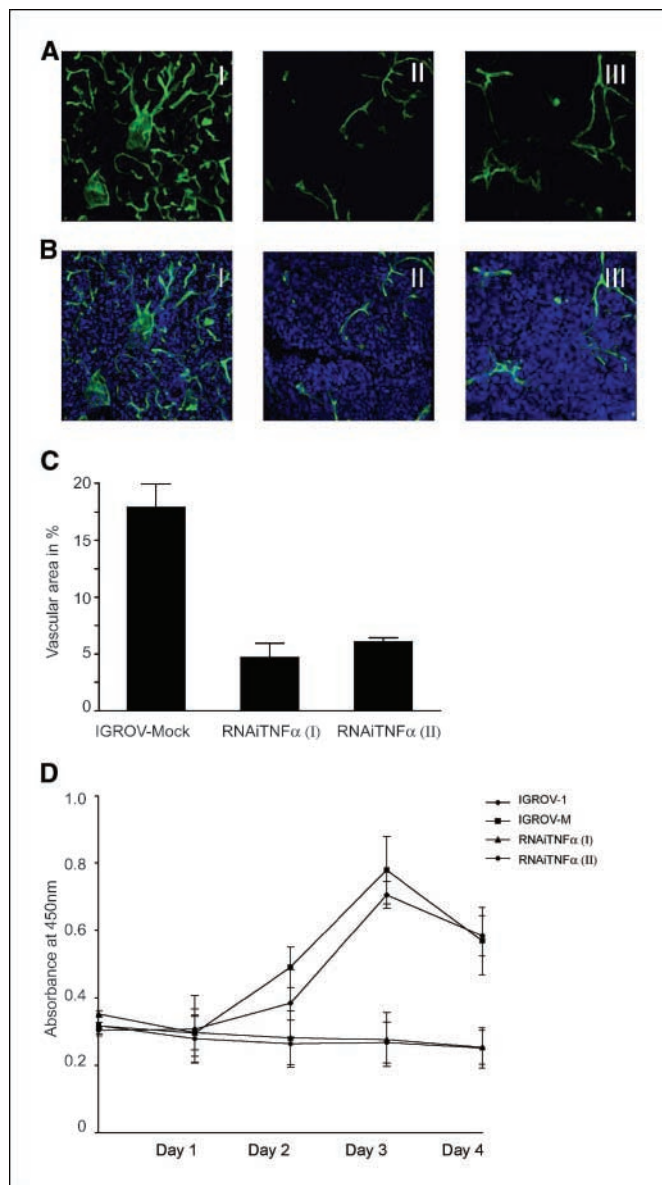 A
I
II
III
B
I
II
III
C
20
15
10
5
0
Vascular area in %
IGROV-Mock
RNAiTNFα (I)
RNAiTNFα (II)
D
1.0
0.8
0.6
0.4
0.2
0
Absorbance at 450nm
IGROV-1
IGROV-M
RNAiTNFα (I)
RNAiTNFα (II)
Day 1 Day 2 Day 3 Day 4